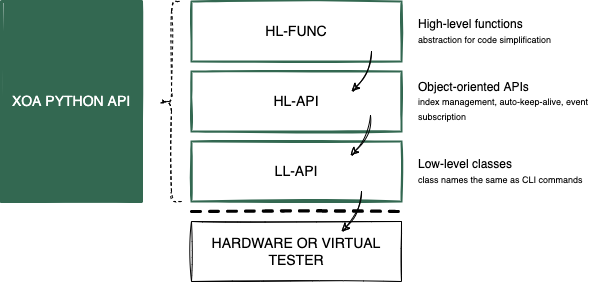 XOA PYTHON API
HL-FUNC
High-level functions
abstraction for code simplification
HL-API
Object-oriented APIs
index management, auto-keep-alive, event
subscription
LL-API
Low-level classes
class names the same as CLI commands
HARDWARE OR VIRTUAL
TESTER